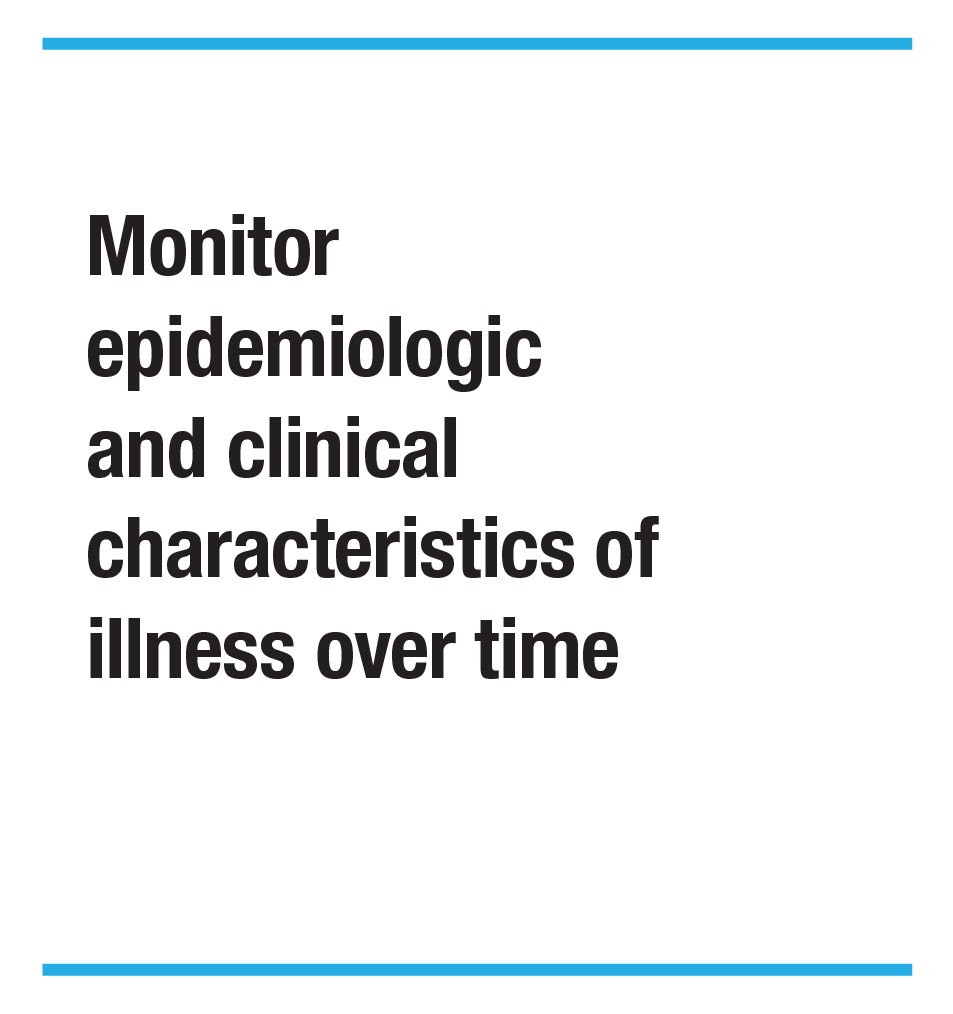 Monitor
epidemiologic
and clinical
characteristics of
illness over time